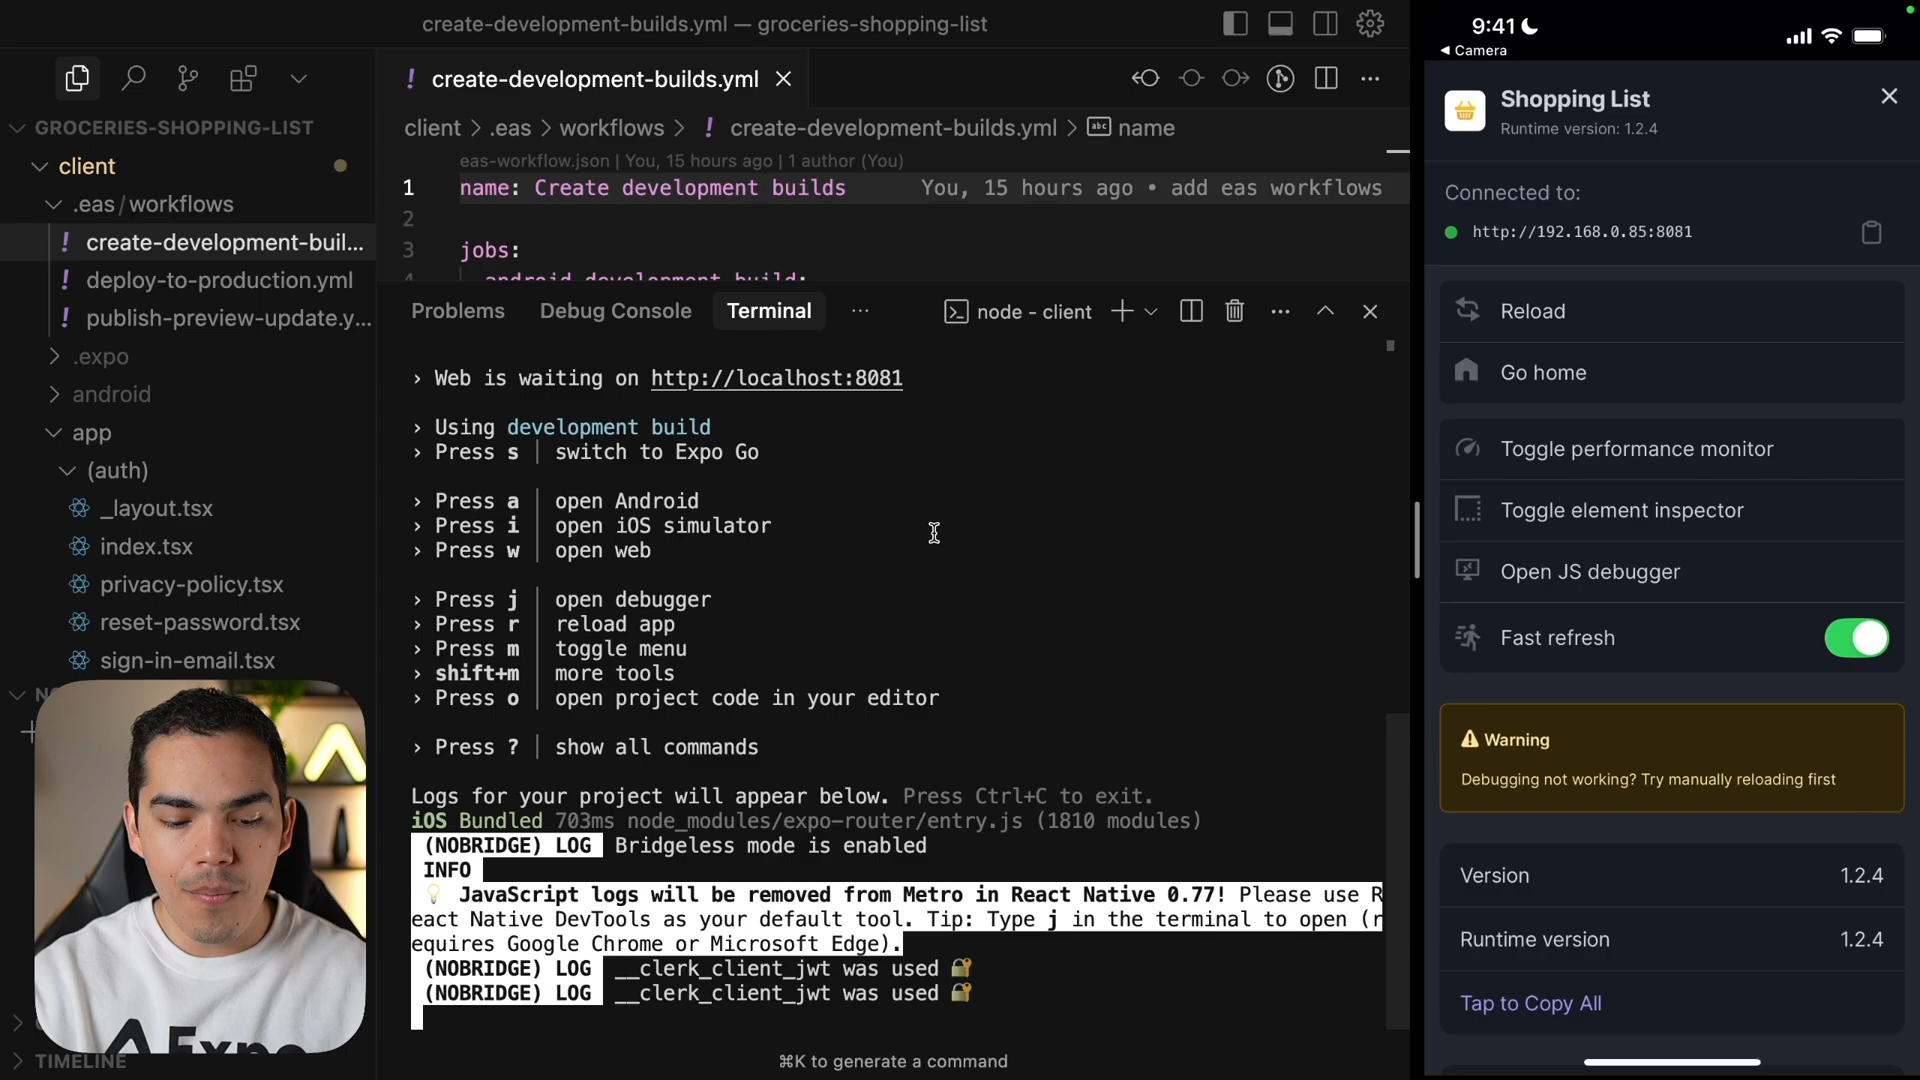 create-development-builds.yml — groceries-shopping-list
GROCERIES-SHOPPING-LIST
client
.eas/workflows
create-development-buil...
deploy-to-production.yml
publish-preview-update.y...
.expo
android
app
(auth)
_layout.tsx
index.tsx
privacy-policy.tsx
reset-password.tsx
sign-in-email.tsx
TIMELINE
! create-development-builds.yml
client > .eas > workflows > ! create-development-builds.yml > abc name
eas-workflow.json | You, 15 hours ago | 1 author (You)
1 name: Create development builds You, 15 hours ago • add eas workflows
2
3 jobs:
4 android_development_build:
Problems Debug Console Terminal ... node - client
› Web is waiting on http://localhost:8081
› Using development build
› Press s │ switch to Expo Go
› Press a │ open Android
› Press i │ open iOS simulator
› Press w │ open web
› Press j │ open debugger
› Press r │ reload app
› Press m │ toggle menu
› shift+m │ more tools
› Press o │ open project code in your editor
› Press ? │ show all commands
Logs for your project will appear below. Press Ctrl+C to exit.
iOS Bundled 703ms node_modules/expo-router/entry.js (1810 modules)
(NOBRIDGE) LOG Bridgeless mode is enabled
INFO
💡 JavaScript logs will be removed from Metro in React Native 0.77! Please use R
eact Native DevTools as your default tool. Tip: Type j in the terminal to open (r
equires Google Chrome or Microsoft Edge).
(NOBRIDGE) LOG __clerk_client_jwt was used 🔐
(NOBRIDGE) LOG __clerk_client_jwt was used 🔐
⌘K to generate a command
9:41
◀ Camera
Shopping List
Runtime version: 1.2.4
Connected to:
http://192.168.0.85:8081
Reload
Go home
Toggle performance monitor
Toggle element inspector
Open JS debugger
Fast refresh
Warning
Debugging not working? Try manually reloading first
Version 1.2.4
Runtime version 1.2.4
Tap to Copy All